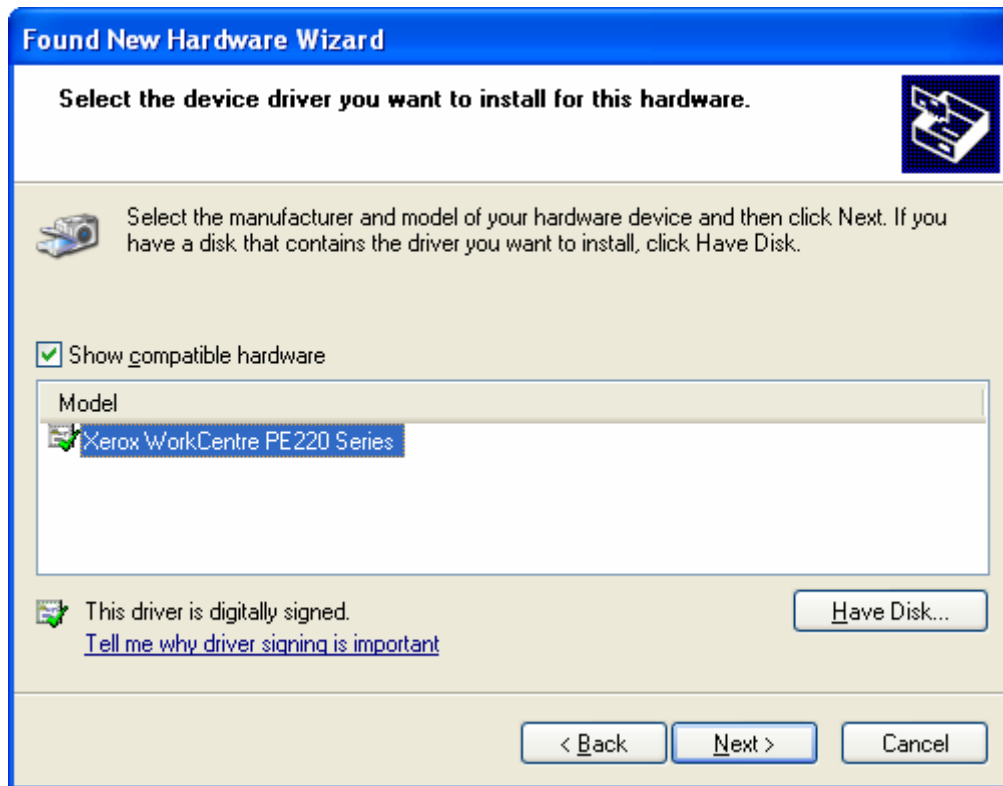 Found New Hardware Wizard
Select the device driver you want to install for this hardware.
Select the manufacturer and model of your hardware device and then click Next. If you
have a disk that contains the driver you want to install, click Have Disk.
Show compatible hardware
Model
Xerox WorkCentre PE220 Series
This driver is digitally signed.
Have Disk...
Tell me why driver signing is important
< Back Next > Cancel